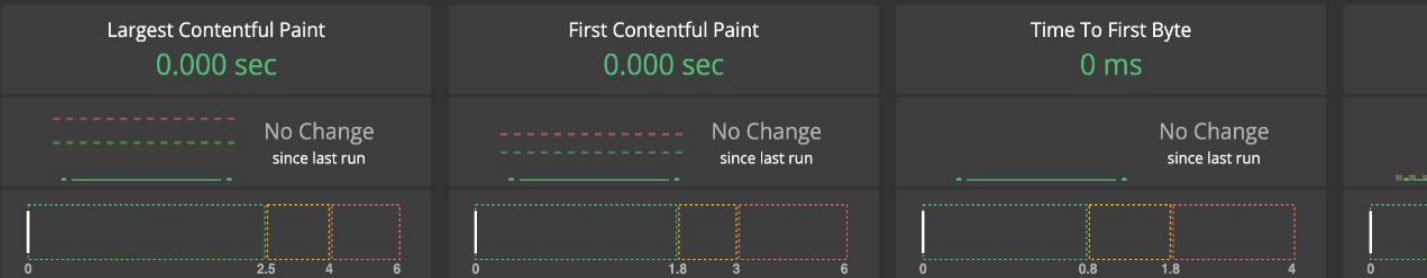 Largest Contentful Paint
0.000 sec
No Change
since last run
0 2.5 4 6
First Contentful Paint
0.000 sec
No Change
since last run
0 1.8 3 6
Time To First Byte
0 ms
No Change
since last run
0 0.8 1.8 4
0